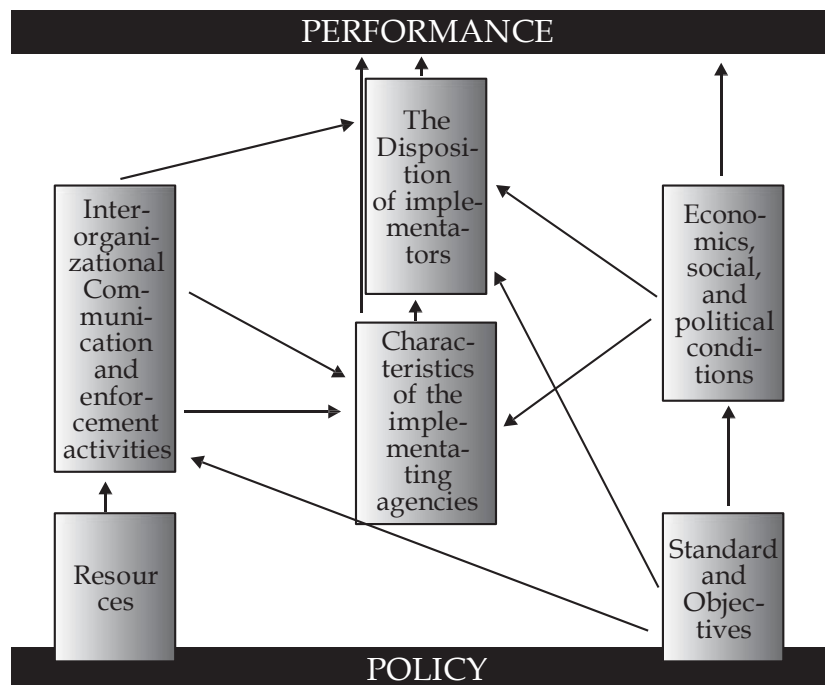 PERFORMANCE
The
Disposi-
tion
of imple-
menta-
tors
Inter-
organi-
zational
Com-
muni-
cation
and
enfor-
cement
activities
Econo-
mics,
social,
and
political
condi-
tions
Charac-
teristics
of the
imple-
menta-
ting
agencies
Resour
ces
Standard
and
Objec-
tives
POLICY